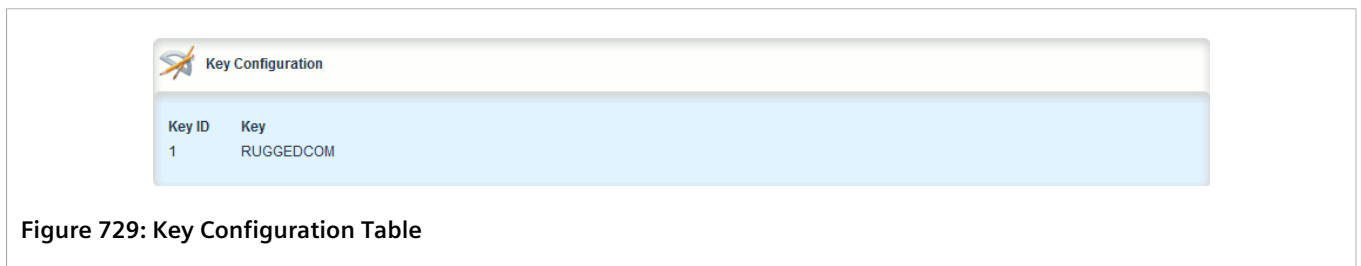 Key Configuration
Key ID Key
1 RUGGEDCOM
Figure 729: Key Configuration Table